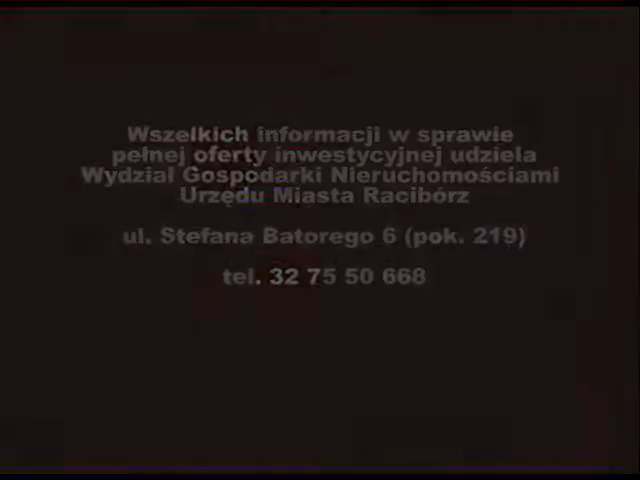 Wszelkich informacji w sprawie
pełnej oferty inwestycyjnej udziela
Wydział Gospodarki Nieruchomościami
Urzędu Miasta Racibórz
ul. Stefana Batorego 6 (pok. 219)
tel. 32 75 50 668